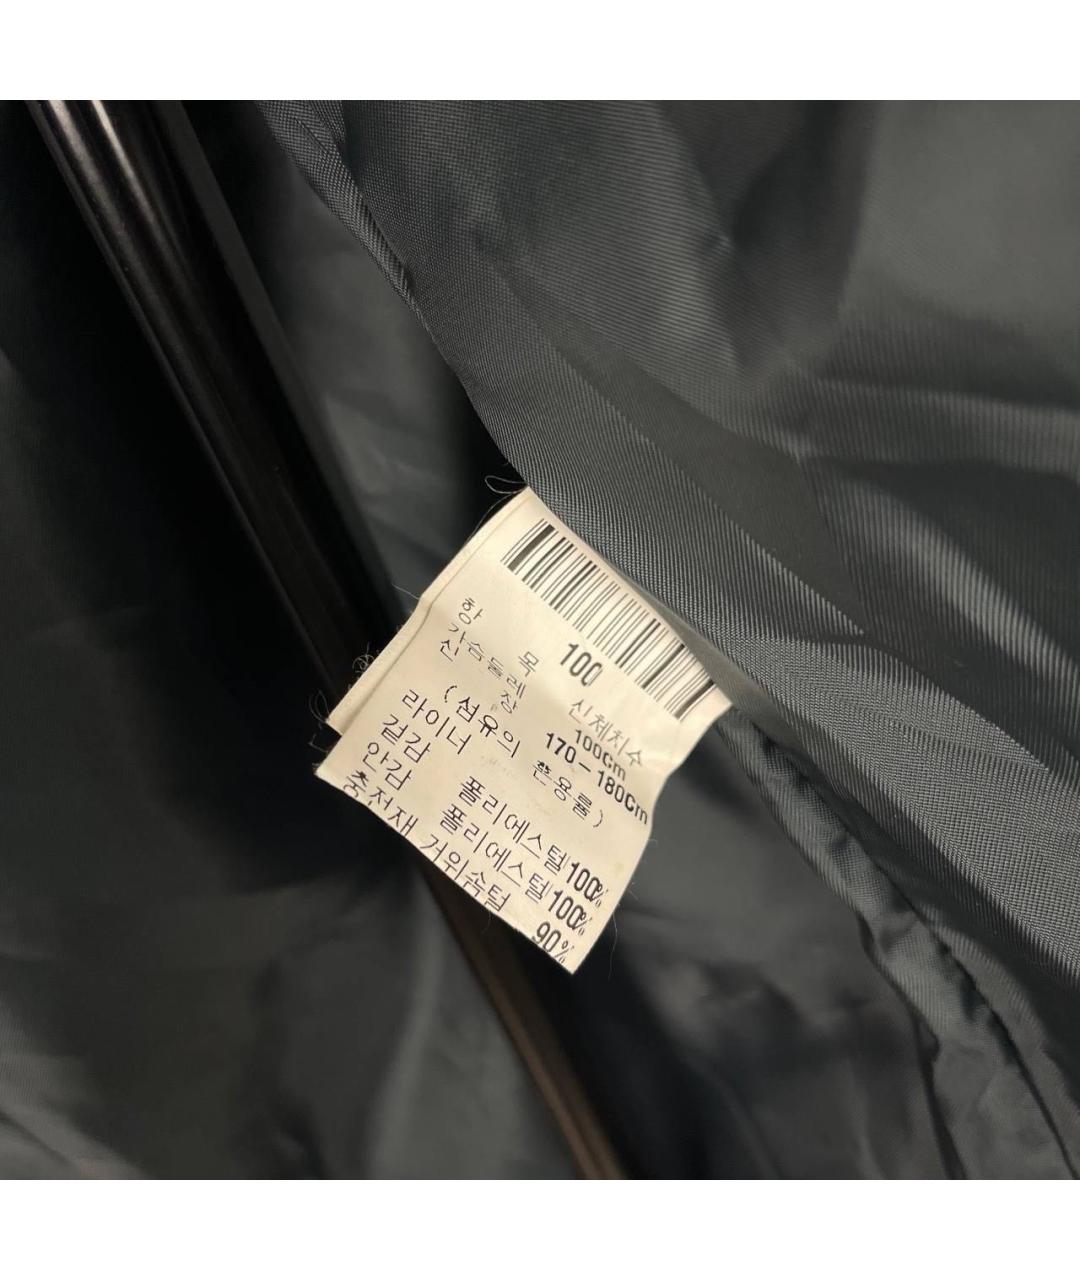 100
항 목 신체치수
가슴둘레 100cm
신 장 170-180cm
(섬유의 혼용률)
라이너
겉감 폴리에스텔100%
안감 폴리에스텔100%
충전재 거위솜털 90%